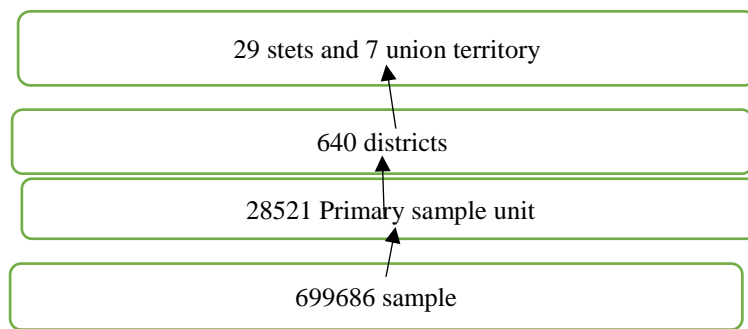 29 stets and 7 union territory
640 districts
28521 Primary sample unit
699686 sample